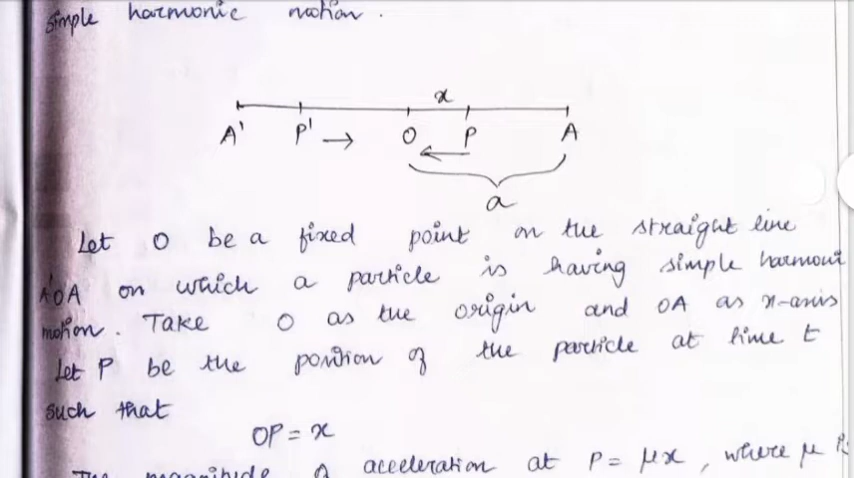 simple harmonic motion.
x
A' P' → O P A
a
Let O be a fixed point on the straight line
A'OA on which a particle is having simple harmoni
motion. Take O as the origin and OA as x-axis
Let P be the position of the particle at time t
such that
OP = x
The magnitude of acceleration at P = μx, where μ is